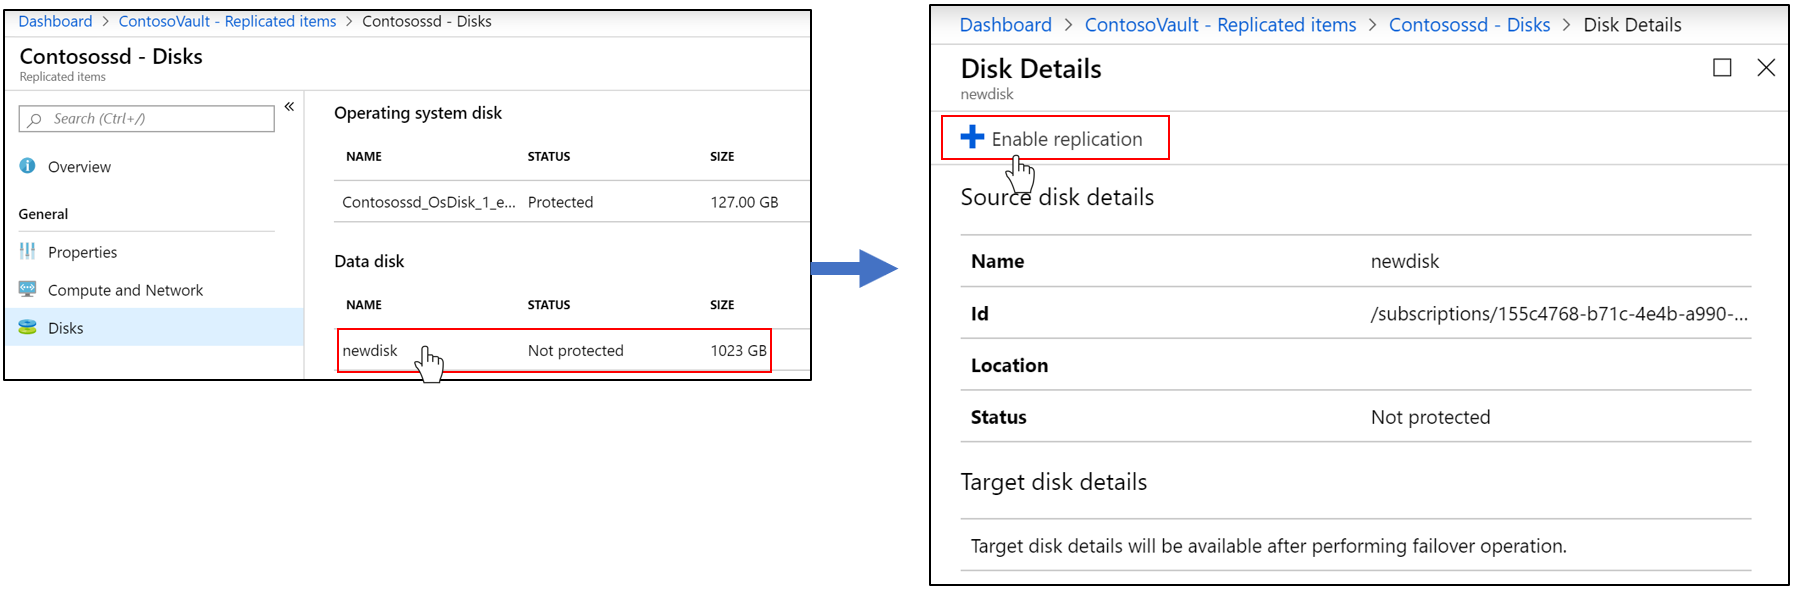 Dashboard > ContosoVault - Replicated items > Contosossd - Disks
Contosossd - Disks
Replicated items
Search (Ctrl+/)
«
Overview
General
Properties
Compute and Network
Disks
Operating system disk
NAME STATUS SIZE
Contosossd_OsDisk_1_e... Protected 127.00 GB
Data disk
NAME STATUS SIZE
newdisk Not protected 1023 GB
Dashboard > ContosoVault - Replicated items > Contosossd - Disks > Disk Details
Disk Details
newdisk
Enable replication
Source disk details
Name newdisk
Id /subscriptions/155c4768-b71c-4e4b-a990-...
Location
Status Not protected
Target disk details
Target disk details will be available after performing failover operation.